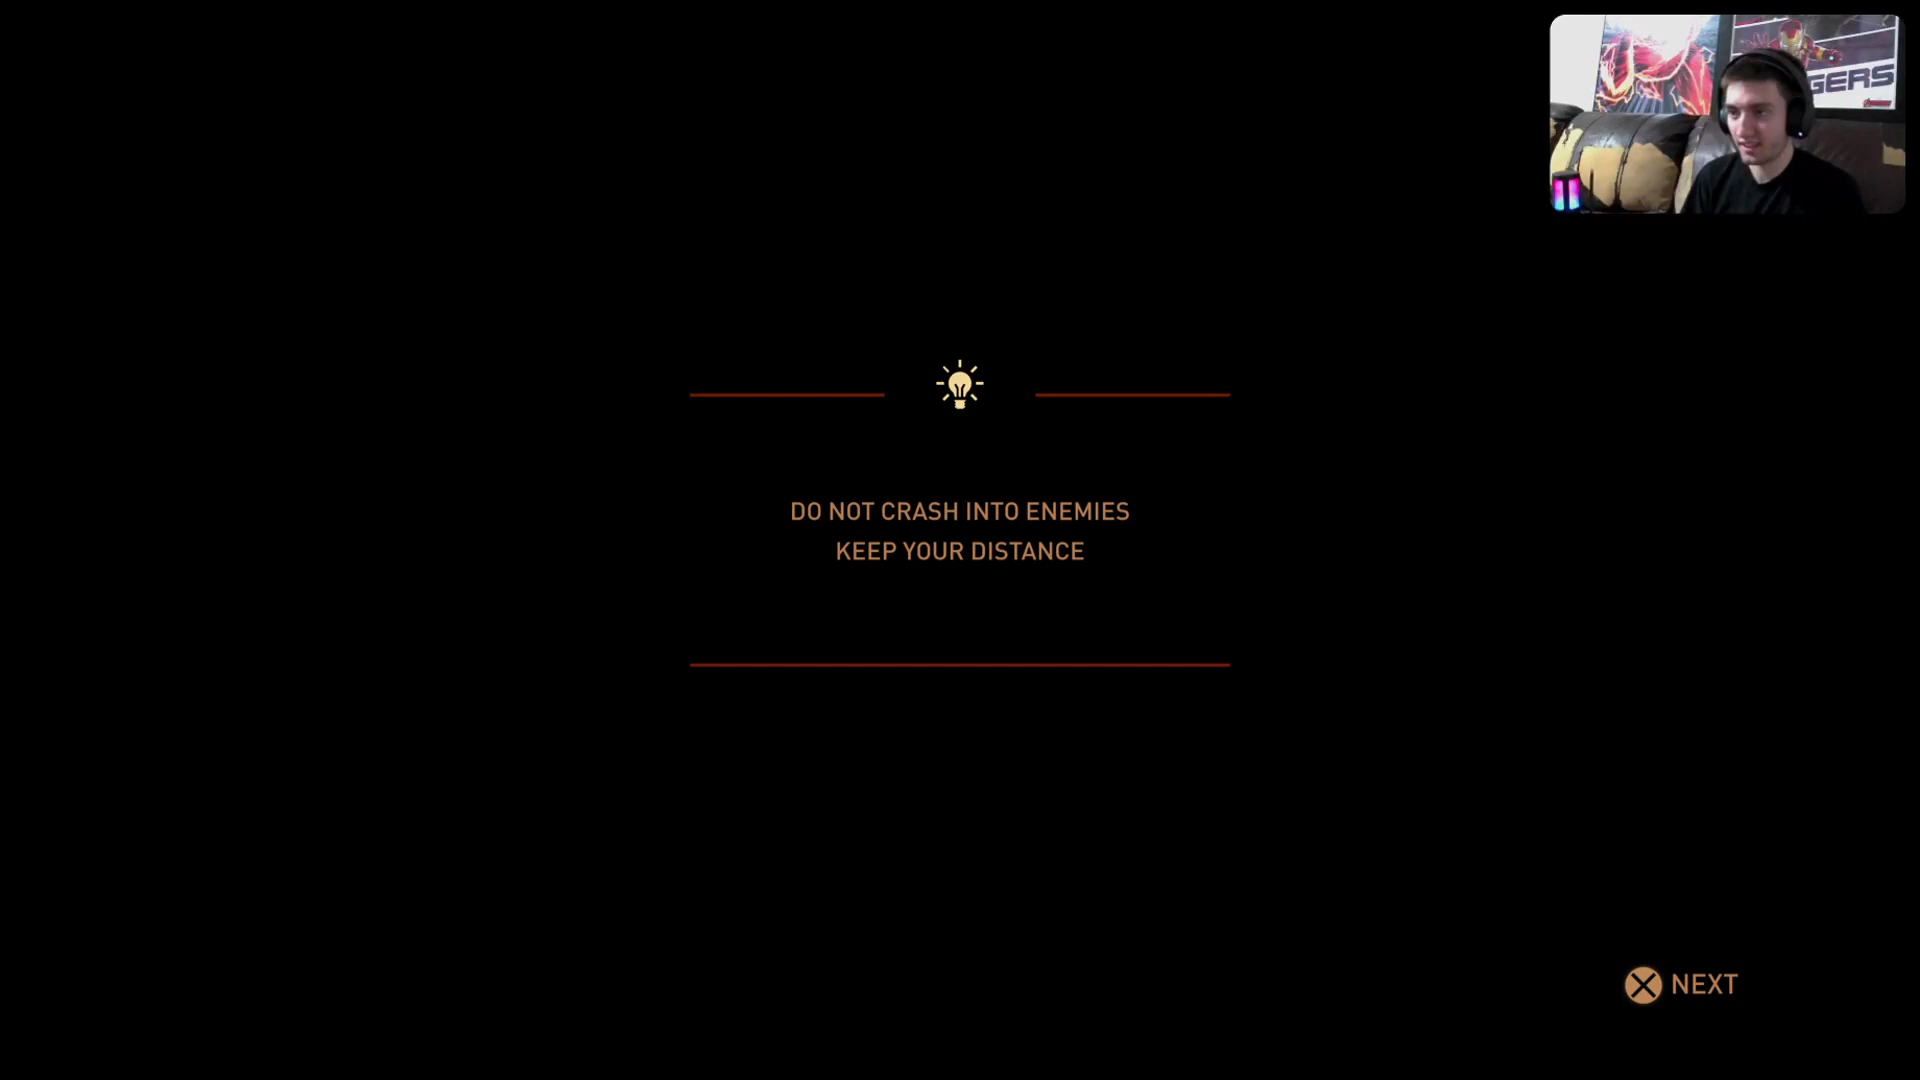 GERS
DO NOT CRASH INTO ENEMIES
KEEP YOUR DISTANCE
NEXT